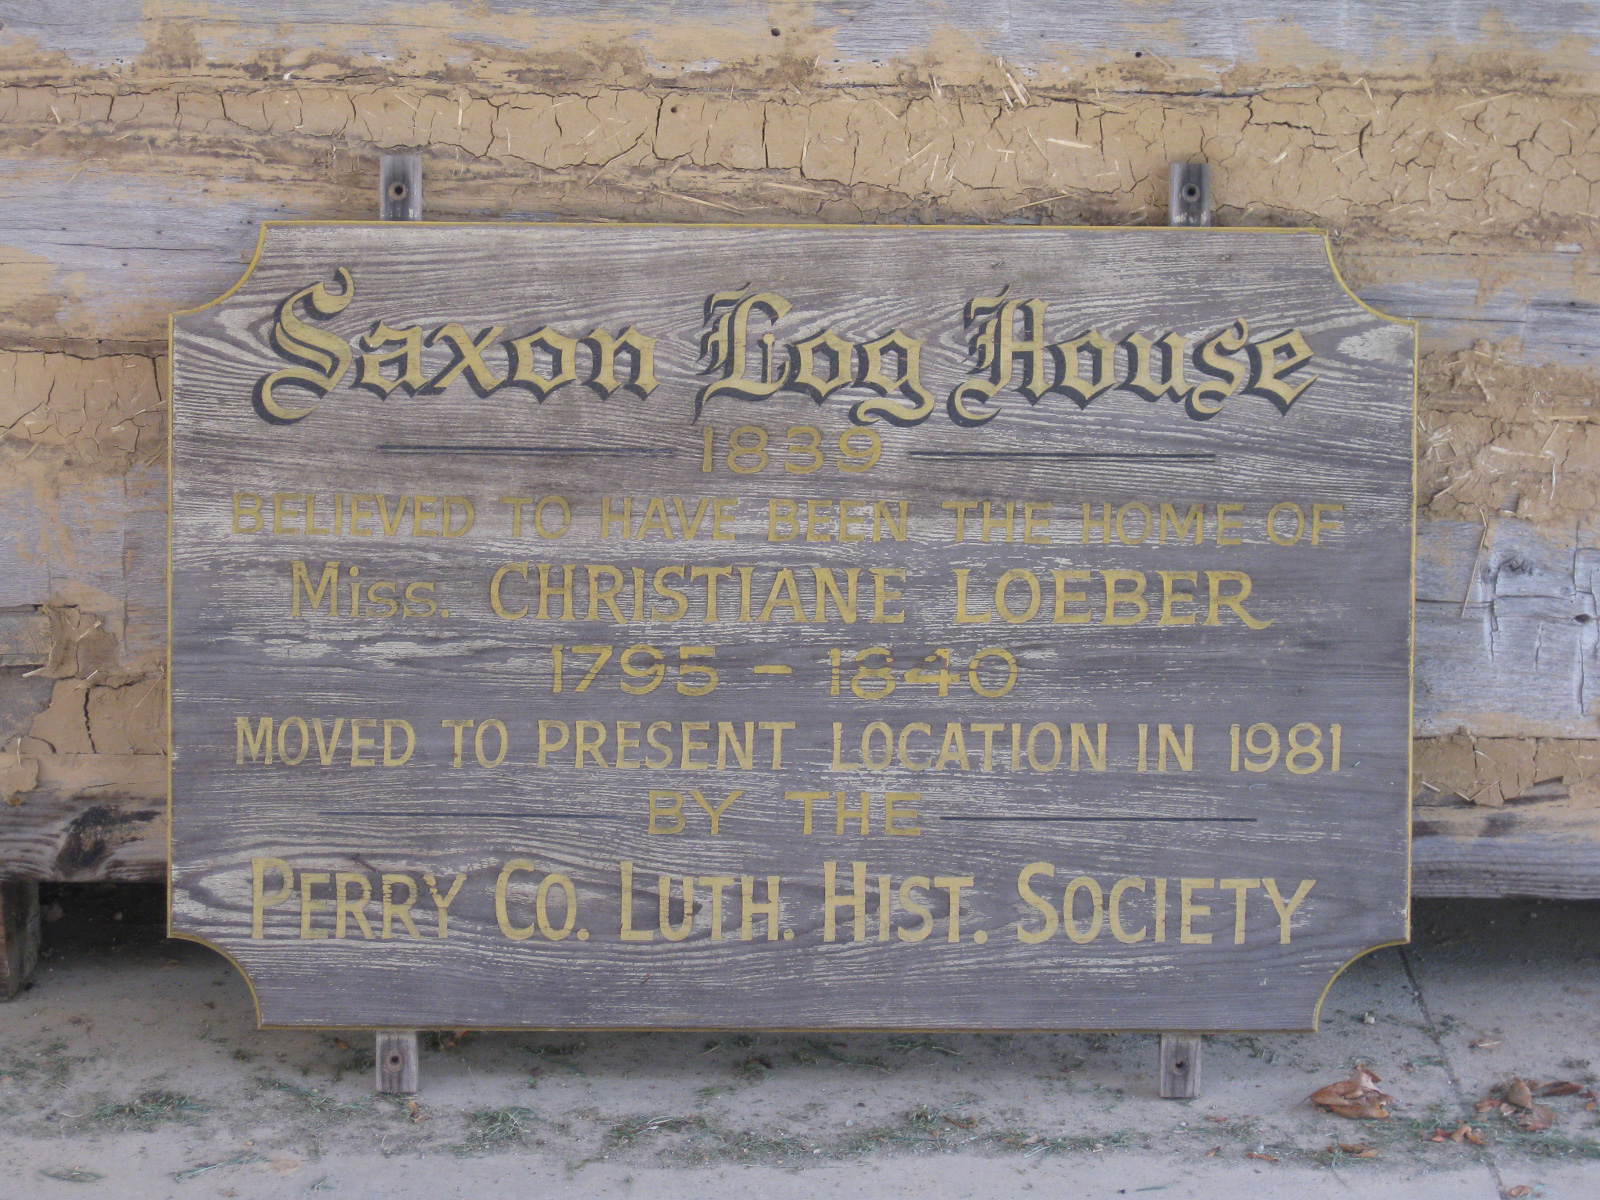 Saxon Log House
1839
BELIEVED TO HAVE BEEN THE HOME OF
Miss. CHRISTIANE LOEBER
1795 - 1840
MOVED TO PRESENT LOCATION IN 1981
BY THE
PERRY CO. LUTH. HIST. SOCIETY